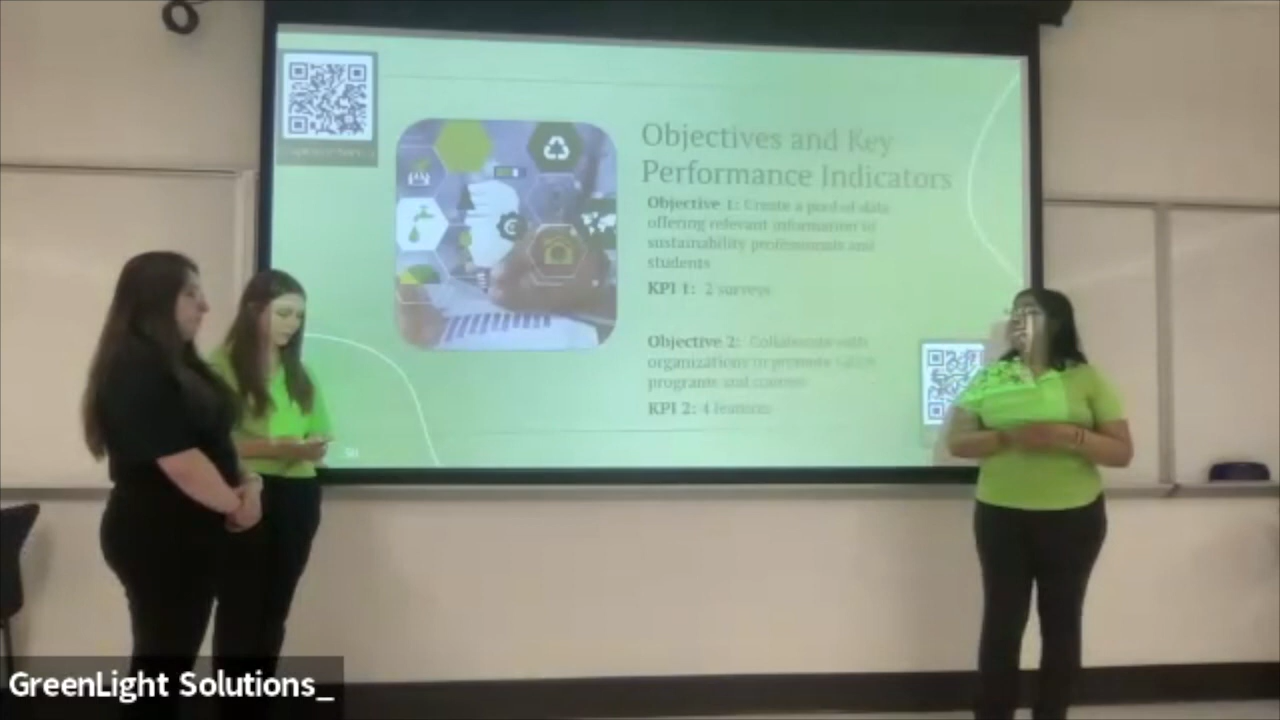 Objectives and Key
Performance Indicators
Objective 1: Create a pool of data
offering relevant information to
sustainability professionals and
students
KPI 1: 2 surveys
Objective 2: Collaborate with
organizations to promote
programs and
KPI 2: 4 features
GreenLight Solutions_